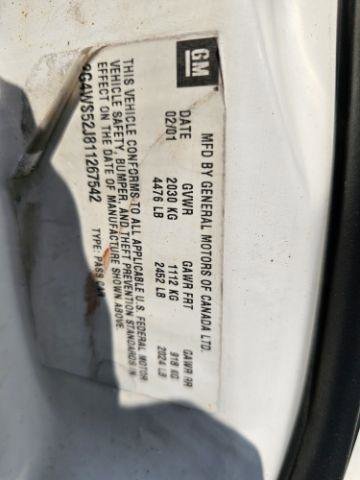 GM
MFD BY GENERAL MOTORS OF CANADA LTD.
DATE GVWR GAWR FRT GAWR RR
02/01 2030 KG 1112 KG 918 KG
4476 LB 2452 LB 2024 LB
THIS VEHICLE CONFORMS TO ALL APPLICABLE U.S. FEDERAL MOTOR
VEHICLE SAFETY, BUMPER, AND THEFT PREVENTION STANDARDS IN
EFFECT ON THE DATE OF MANUFACTURE SHOWN ABOVE.
2G4WS52J811267542 TYPE: PASS CAR